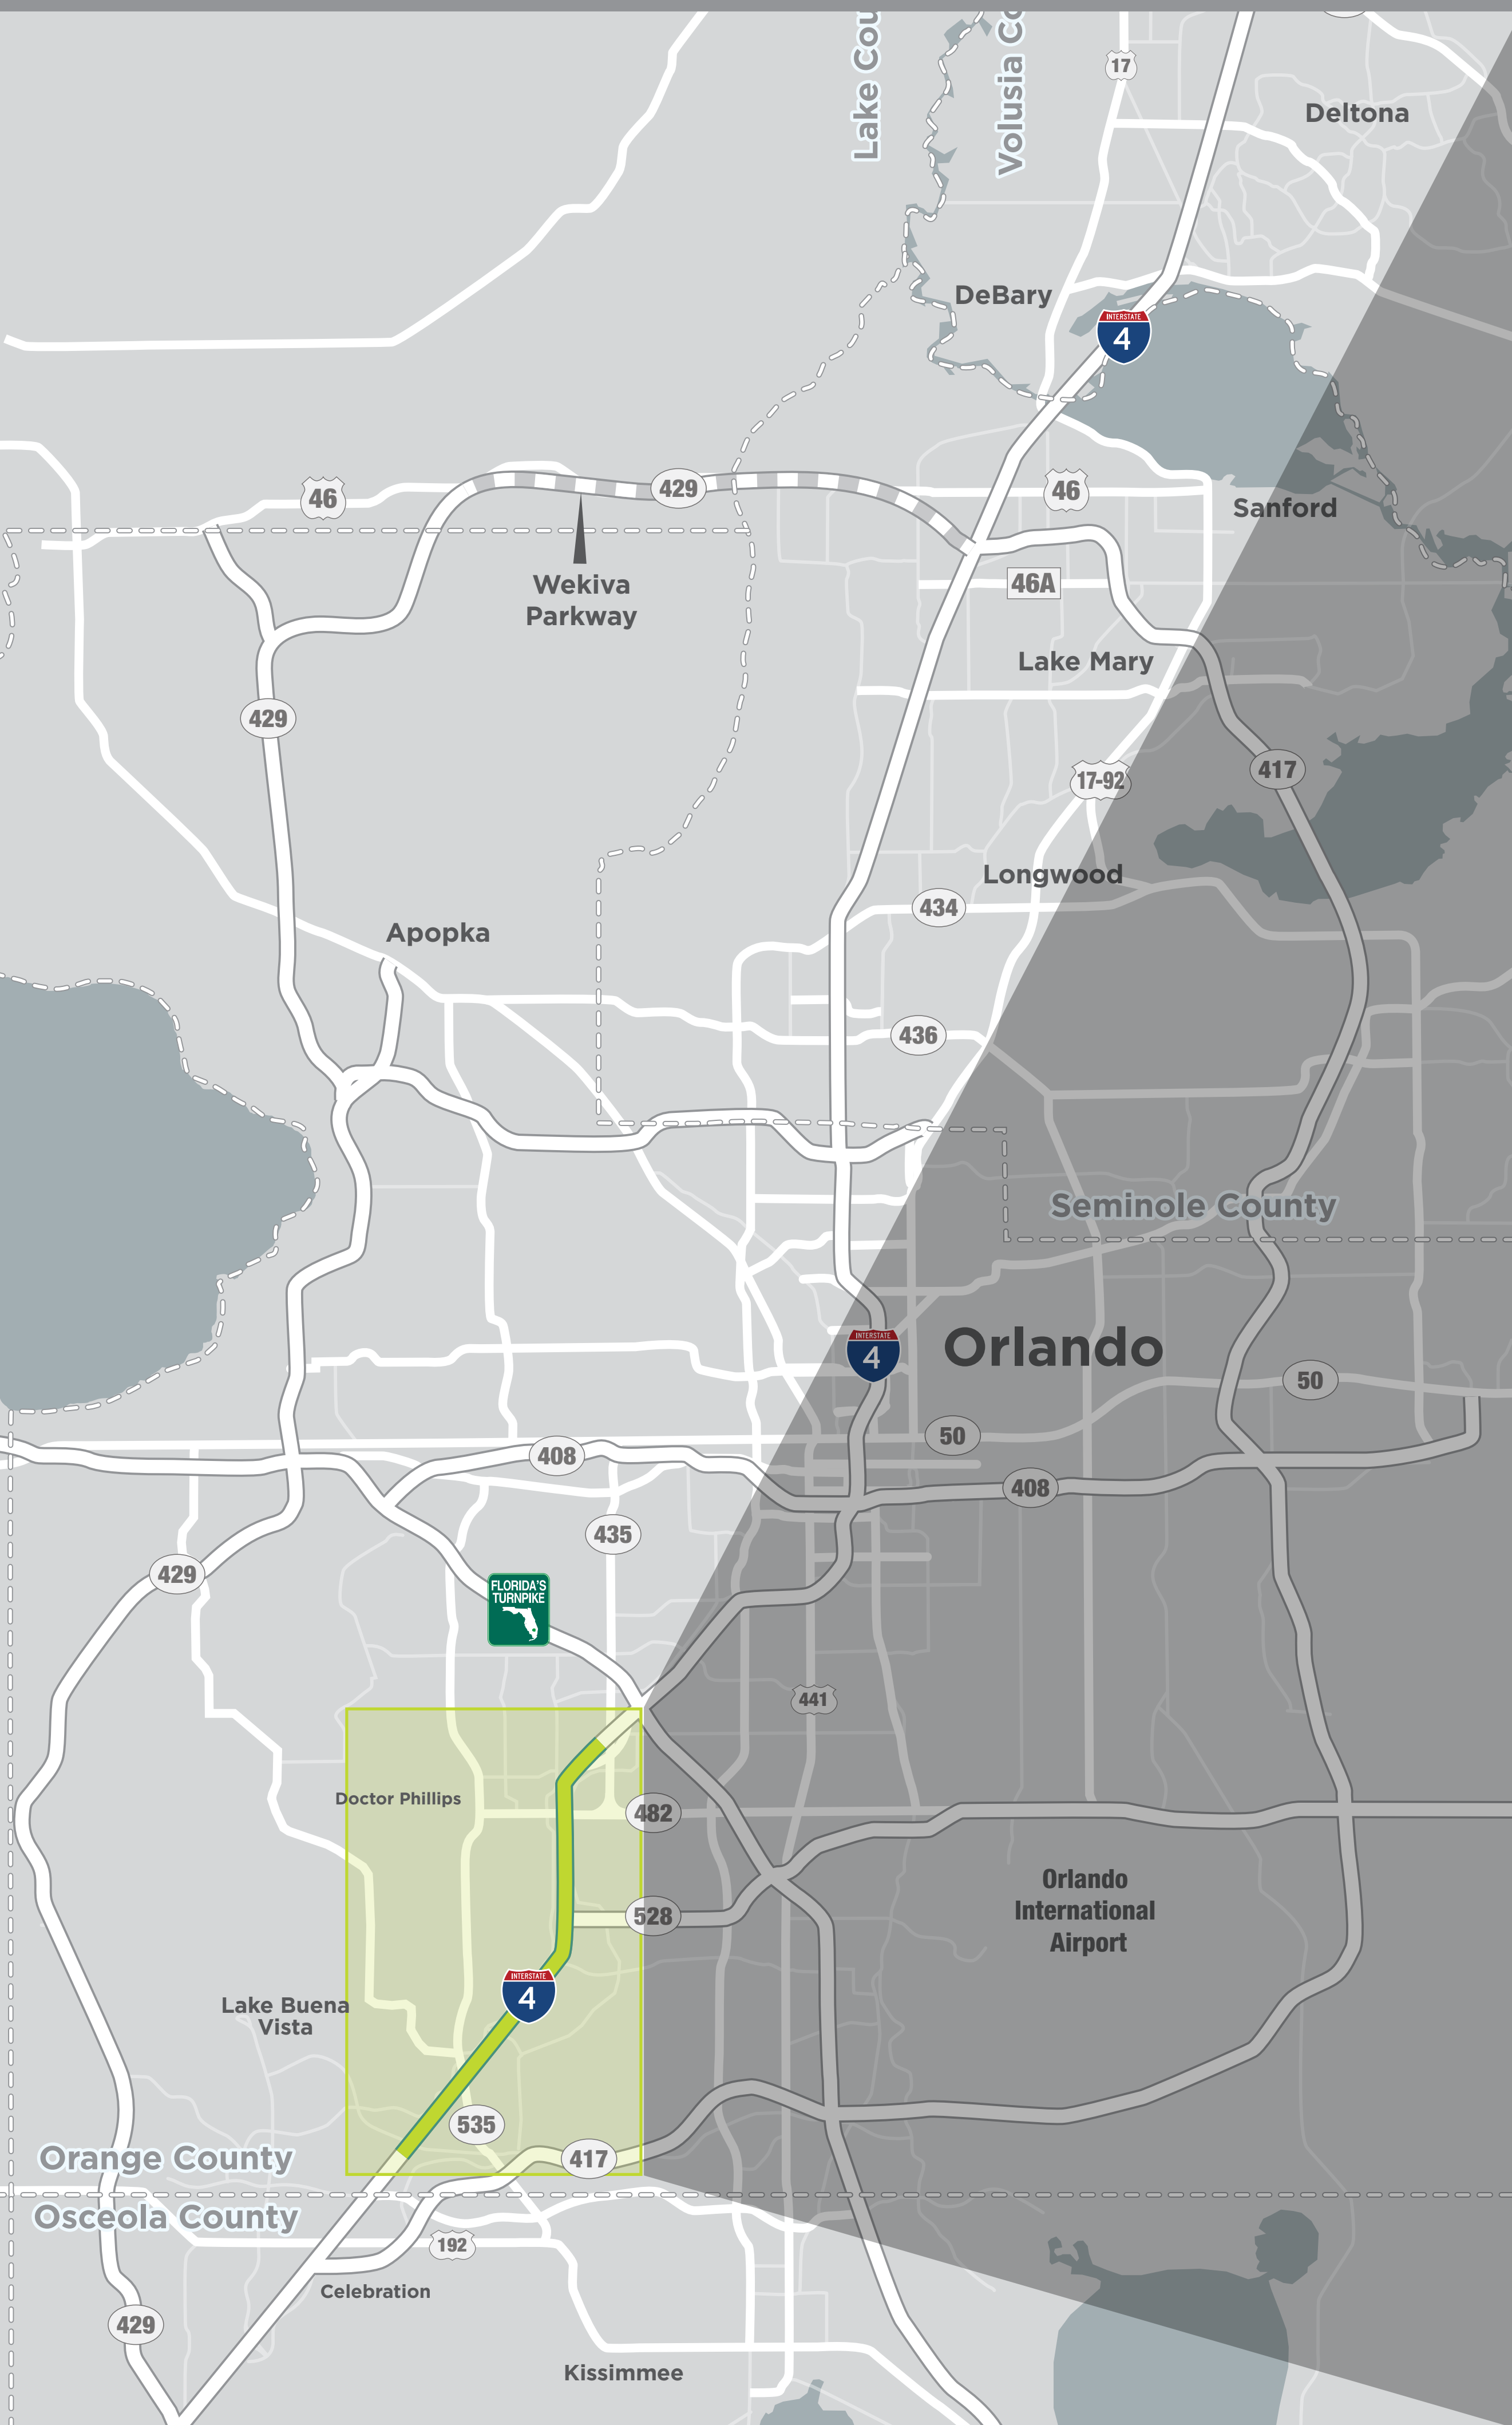 Lake Cou
Volusia Co
17
Deltona
DeBary
INTERSTATE
4
46
429
46
Sanford
Wekiva
Parkway
46A
Lake Mary
429
417
17-92
Longwood
434
Apopka
436
Seminole County
INTERSTATE
4
Orlando
50
50
408
408
435
429
FLORIDA'S
TURNPIKE
441
Doctor Phillips
482
Orlando
International
Airport
528
INTERSTATE
4
Lake Buena
Vista
535
Orange County
417
Osceola County
192
Celebration
429
Kissimmee